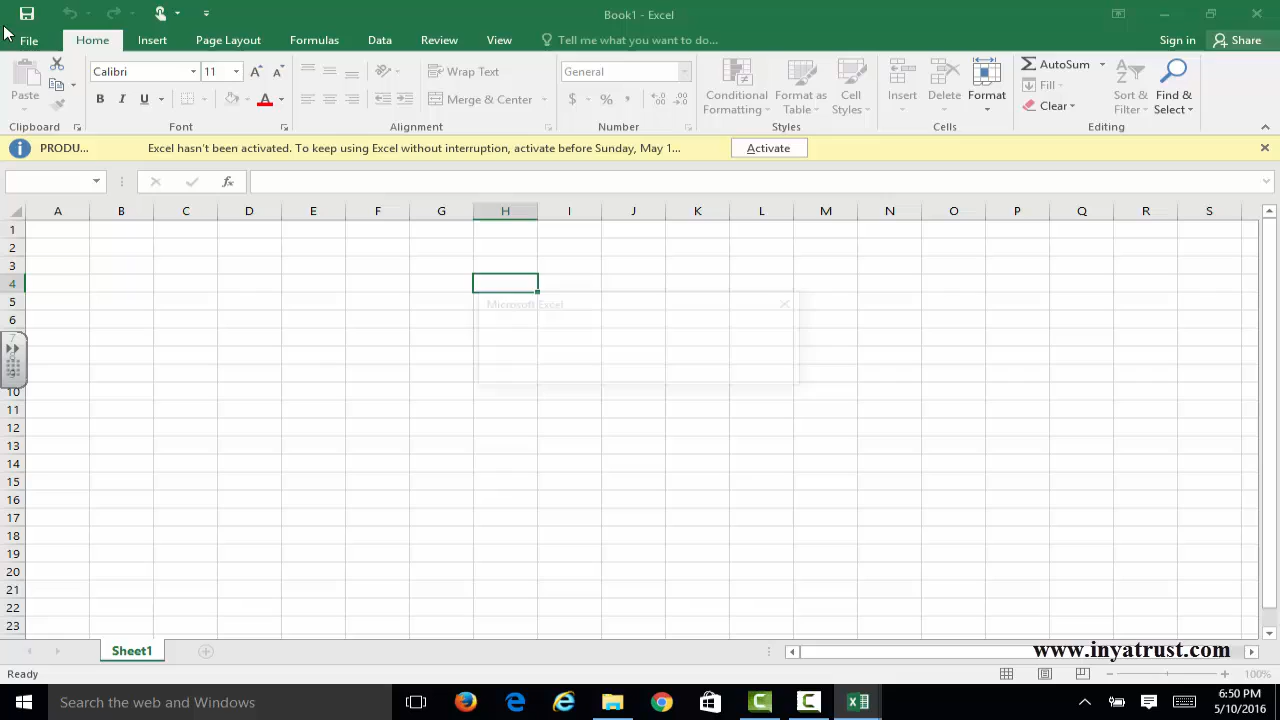 Book1 - Excel
File Home Insert Page Layout Formulas Data Review View Tell me what you want to do... Sign in Share
Calibri 11 Wrap Text General AutoSum
Paste B I U Merge & Center $ % , Conditional Formatting Format as Table Cell Styles Insert Delete Format Fill Clear Sort & Filter Find & Select
Clipboard Font Alignment Number Styles Cells Editing
PRODU... Excel hasn't been activated. To keep using Excel without interruption, activate before Sunday, May 1... Activate
fx
A B C D E F G H I J K L M N O P Q R S
1
2
3
4
5
Microsoft Excel
6
7
8
9
10
11
12
13
14
15
16
17
18
19
20
21
22
23
Sheet1
www.inyatrust.com
Ready 100%
Search the web and Windows
6:50 PM
5/10/2016